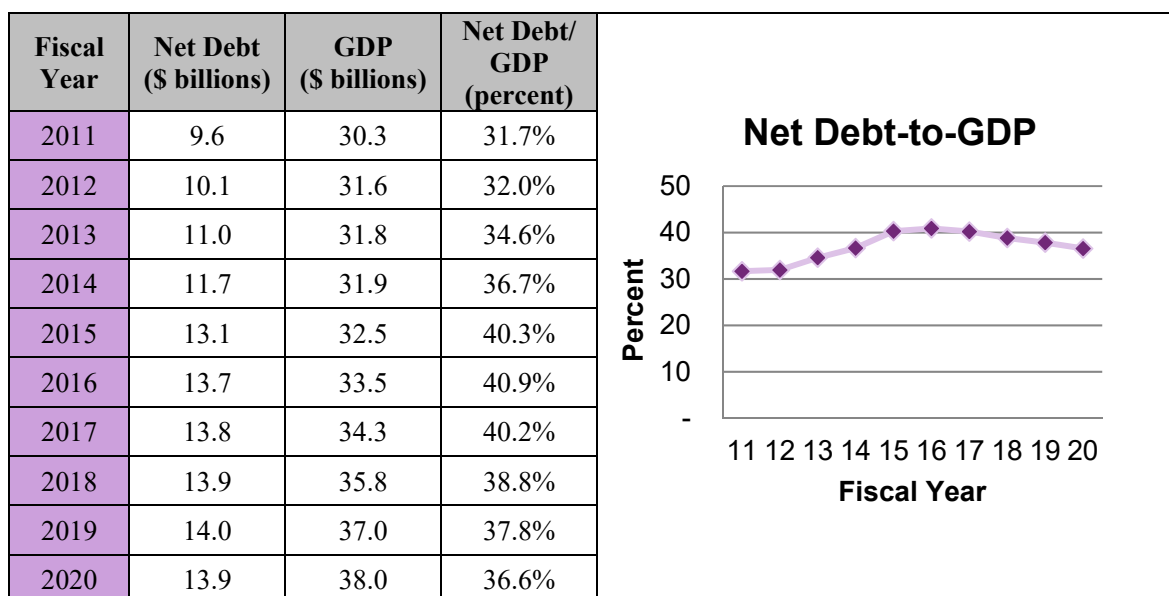 Fiscal Year Net Debt ($ billions) GDP ($ billions) Net Debt/ GDP (percent)
2011 9.6 30.3 31.7%
2012 10.1 31.6 32.0%
2013 11.0 31.8 34.6%
2014 11.7 31.9 36.7%
2015 13.1 32.5 40.3%
2016 13.7 33.5 40.9%
2017 13.8 34.3 40.2%
2018 13.9 35.8 38.8%
2019 14.0 37.0 37.8%
2020 13.9 38.0 36.6%
Net Debt-to-GDP
50
40
30
20
10
-
Percent
11 12 13 14 15 16 17 18 19 20
Fiscal Year